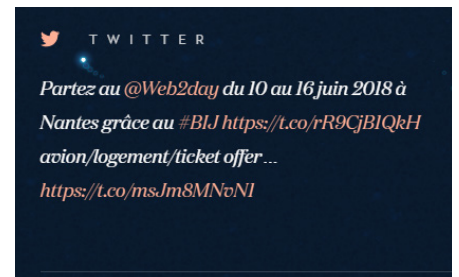 TWITTER
Partez au @Web2day du 10 au 16 juin 2018 à
Nantes grâce au #BIJ https://t.co/rR9CjB1QkH
avion/logement/ticket offer…
https://t.co/msJm8MNvN1